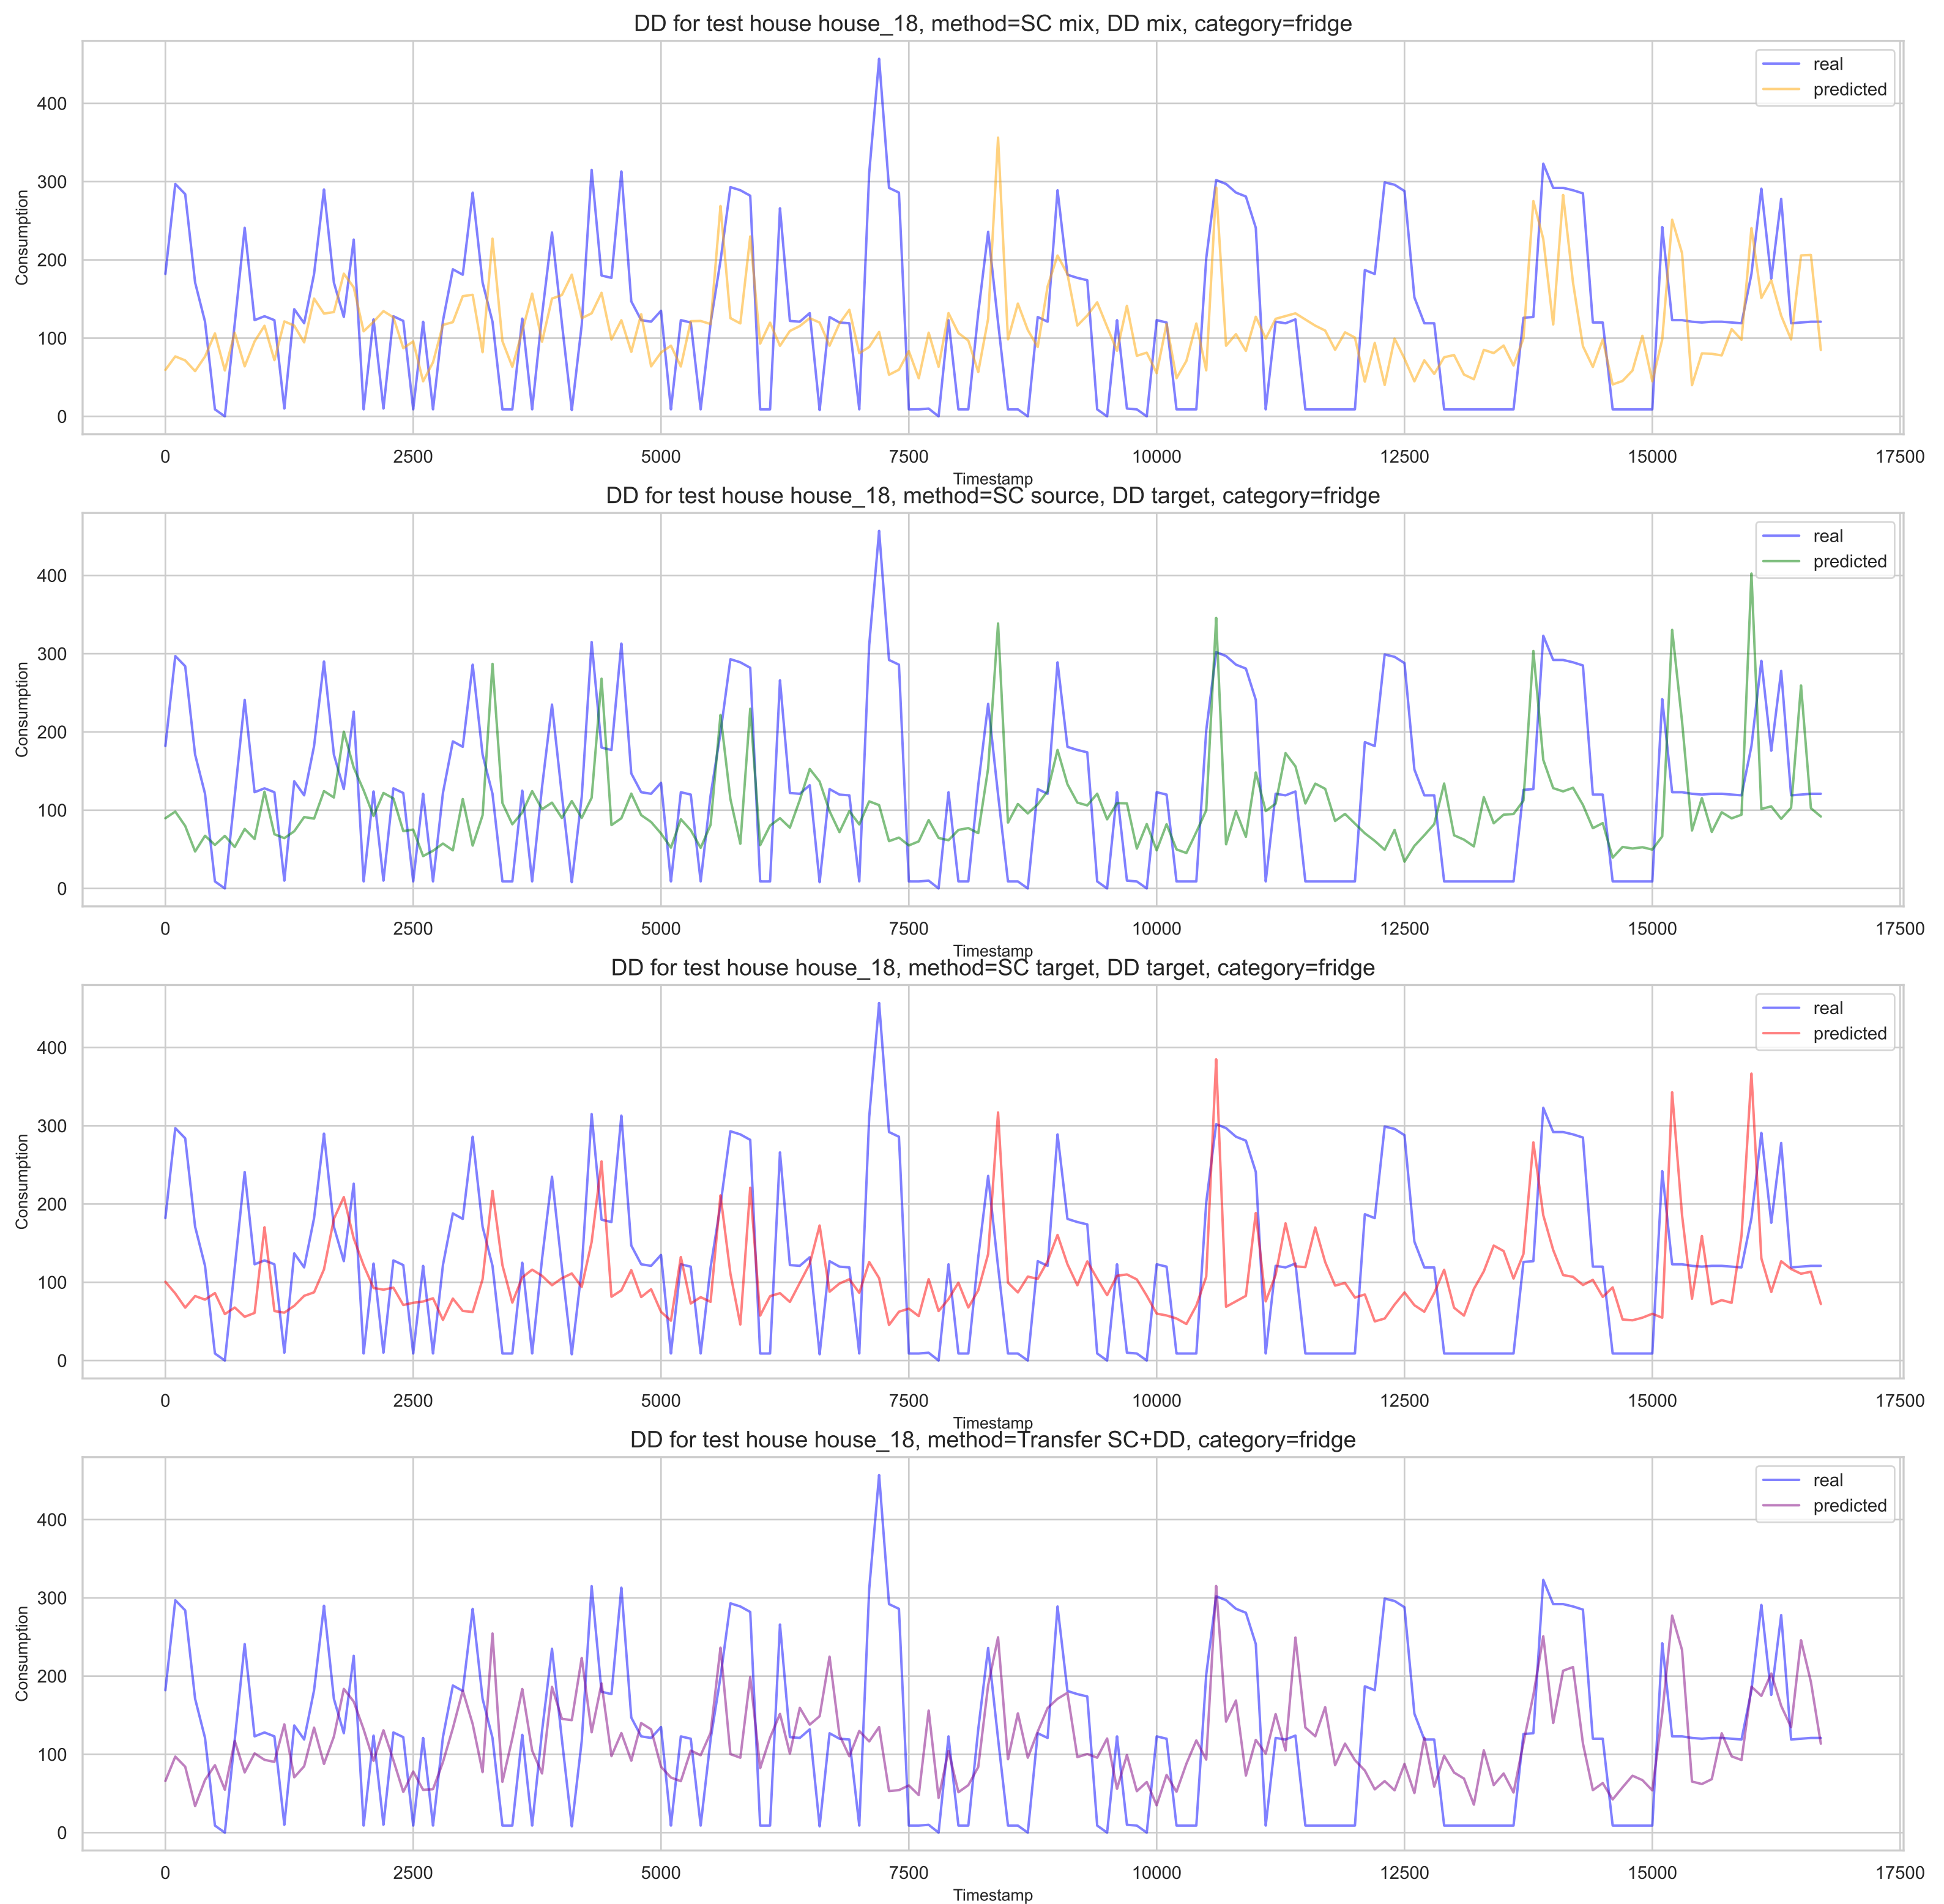 DD for test house house_18, method=SC mix, DD mix, category=fridge
real
predicted
Consumption
400
300
200
100
0
0 2500 5000 7500 10000 12500 15000 17500
Timestamp
DD for test house house_18, method=SC source, DD target, category=fridge
real
predicted
Consumption
400
300
200
100
0
0 2500 5000 7500 10000 12500 15000 17500
Timestamp
DD for test house house_18, method=SC target, DD target, category=fridge
real
predicted
Consumption
400
300
200
100
0
0 2500 5000 7500 10000 12500 15000 17500
Timestamp
DD for test house house_18, method=Transfer SC+DD, category=fridge
real
predicted
Consumption
400
300
200
100
0
0 2500 5000 7500 10000 12500 15000 17500
Timestamp